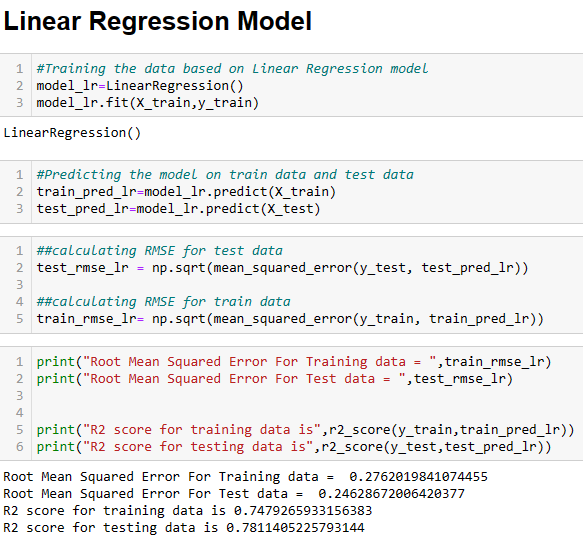 Linear Regression Model
1 #Training the data based on Linear Regression model
2 model_lr=LinearRegression()
3 model_lr.fit(X_train,y_train)
LinearRegression()
1 #Predicting the model on train data and test data
2 train_pred_lr=model_lr.predict(X_train)
3 test_pred_lr=model_lr.predict(X_test)
1 ##calculating RMSE for test data
2 test_rmse_lr = np.sqrt(mean_squared_error(y_test, test_pred_lr))
3
4 ##calculating RMSE for train data
5 train_rmse_lr= np.sqrt(mean_squared_error(y_train, train_pred_lr))
1 print("Root Mean Squared Error For Training data = ",train_rmse_lr)
2 print("Root Mean Squared Error For Test data = ",test_rmse_lr)
3
4
5 print("R2 score for training data is",r2_score(y_train,train_pred_lr))
6 print("R2 score for testing data is",r2_score(y_test,test_pred_lr))
Root Mean Squared Error For Training data =  0.2762019841074455
Root Mean Squared Error For Test data =  0.24628672006420377
R2 score for training data is 0.7479265933156383
R2 score for testing data is 0.7811405225793144